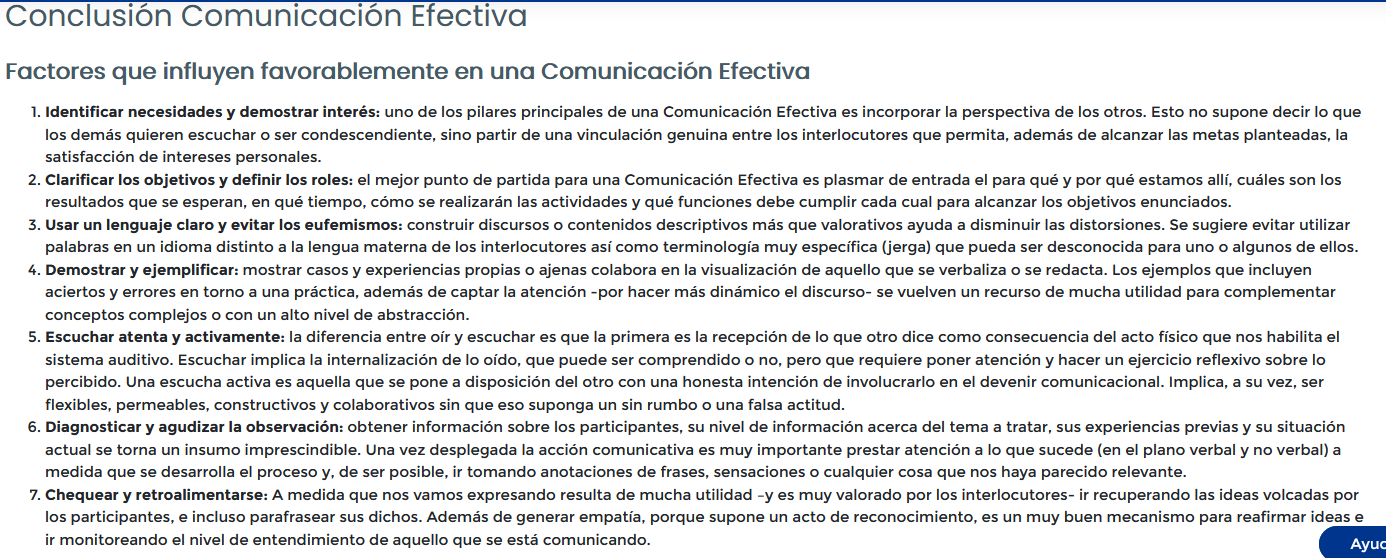 Conclusión Comunicación Efectiva
Factores que influyen favorablemente en una Comunicación Efectiva
1. Identificar necesidades y demostrar interés: uno de los pilares principales de una Comunicación Efectiva es incorporar la perspectiva de los otros. Esto no supone decir lo que
los demás quieren escuchar o ser condescendiente, sino partir de una vinculación genuina entre los interlocutores que permita, además de alcanzar las metas planteadas, la
satisfacción de intereses personales.
2. Clarificar los objetivos y definir los roles: el mejor punto de partida para una Comunicación Efectiva es plasmar de entrada el para qué y por qué estamos allí, cuáles son los
resultados que se esperan, en qué tiempo, cómo se realizarán las actividades y qué funciones debe cumplir cada cual para alcanzar los objetivos enunciados.
3. Usar un lenguaje claro y evitar los eufemismos: construir discursos o contenidos descriptivos más que valorativos ayuda a disminuir las distorsiones. Se sugiere evitar utilizar
palabras en un idioma distinto a la lengua materna de los interlocutores así como terminología muy específica (jerga) que pueda ser desconocida para uno o algunos de ellos.
4. Demostrar y ejemplificar: mostrar casos y experiencias propias o ajenas colabora en la visualización de aquello que se verbaliza o se redacta. Los ejemplos que incluyen
aciertos y errores en torno a una práctica, además de captar la atención -por hacer más dinámico el discurso- se vuelven un recurso de mucha utilidad para complementar
conceptos complejos o con un alto nivel de abstracción.
5. Escuchar atenta y activamente: la diferencia entre oír y escuchar es que la primera es la recepción de lo que otro dice como consecuencia del acto físico que nos habilita el
sistema auditivo. Escuchar implica la internalización de lo oído, que puede ser comprendido o no, pero que requiere poner atención y hacer un ejercicio reflexivo sobre lo
percibido. Una escucha activa es aquella que se pone a disposición del otro con una honesta intención de involucrarlo en el devenir comunicacional. Implica, a su vez, ser
flexibles, permeables, constructivos y colaborativos sin que eso suponga un sin rumbo o una falsa actitud.
6. Diagnosticar y agudizar la observación: obtener información sobre los participantes, su nivel de información acerca del tema a tratar, sus experiencias previas y su situación
actual se torna un insumo imprescindible. Una vez desplegada la acción comunicativa es muy importante prestar atención a lo que sucede (en el plano verbal y no verbal) a
medida que se desarrolla el proceso y, de ser posible, ir tomando anotaciones de frases, sensaciones o cualquier cosa que nos haya parecido relevante.
7. Chequear y retroalimentarse: A medida que nos vamos expresando resulta de mucha utilidad –y es muy valorado por los interlocutores- ir recuperando las ideas volcadas por
los participantes, e incluso parafrasear sus dichos. Además de generar empatía, porque supone un acto de reconocimiento, es un muy buen mecanismo para reafirmar ideas e
ir monitoreando el nivel de entendimiento de aquello que se está comunicando.